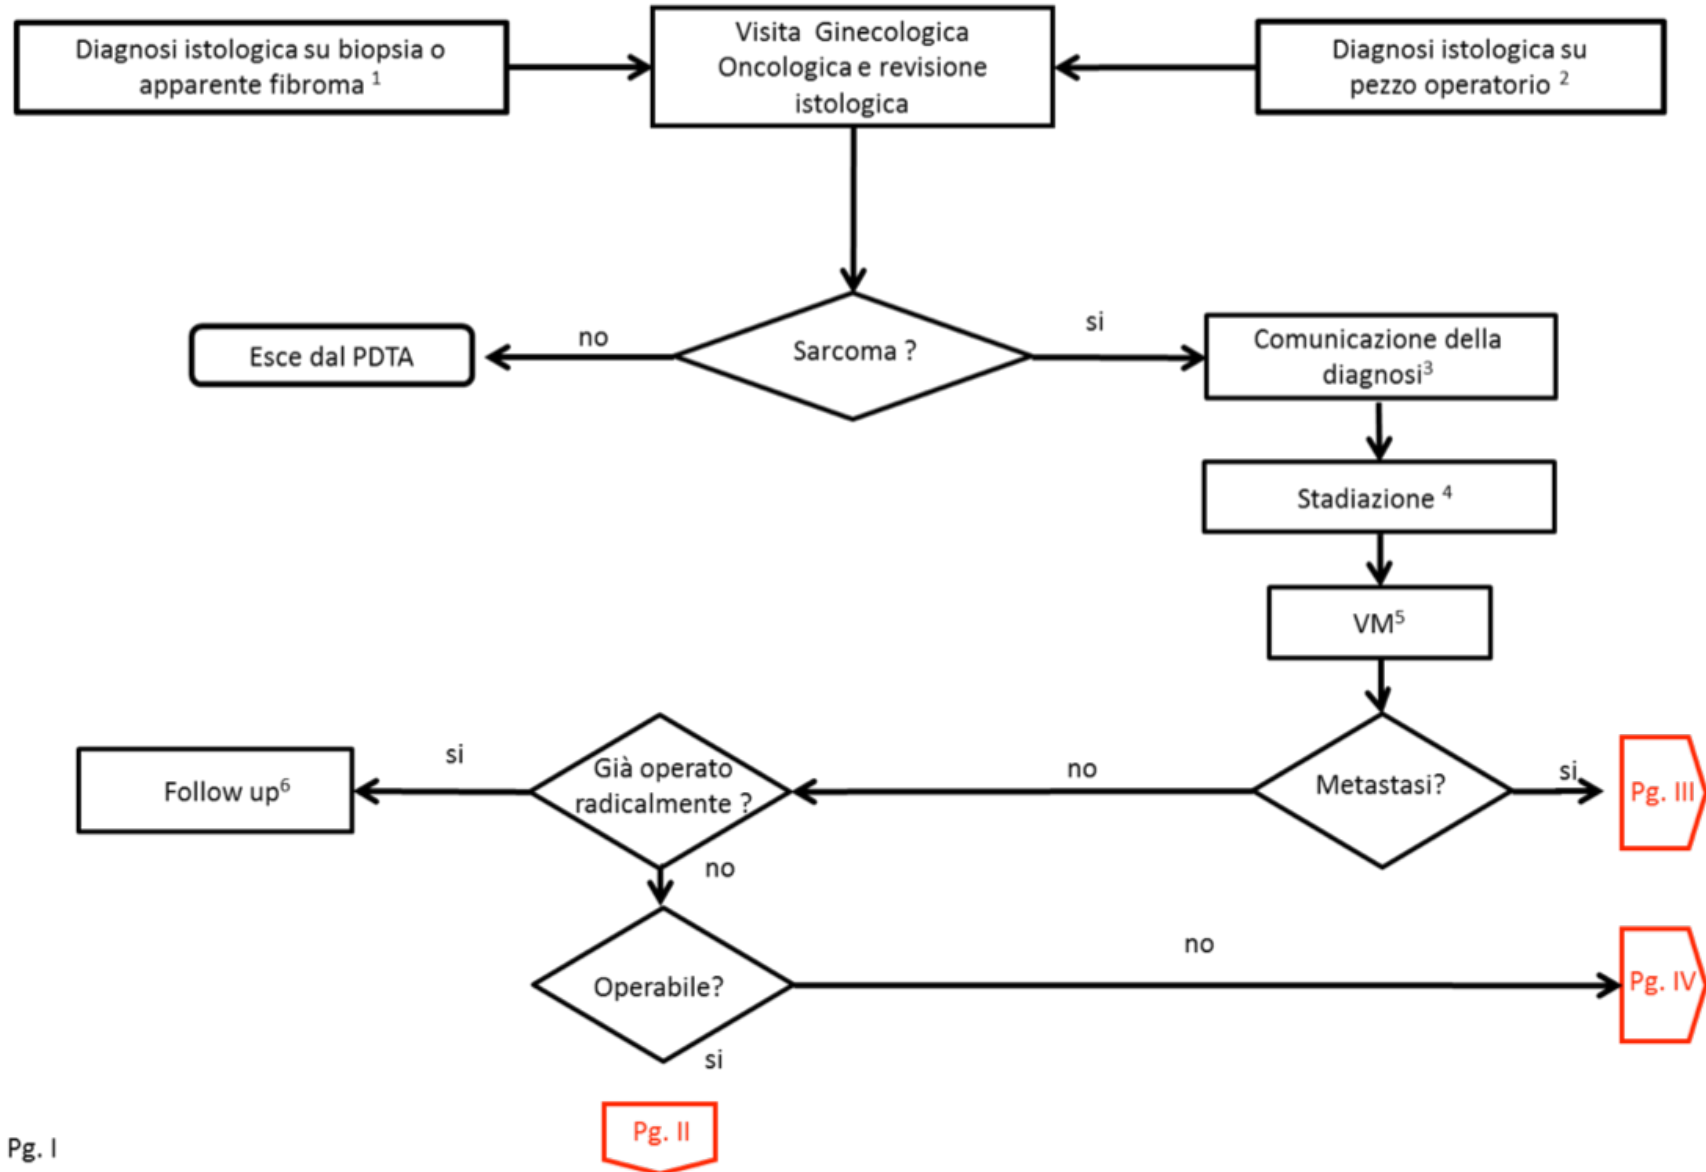 Diagnosi istologica su biopsia o
apparente fibroma ¹
Visita Ginecologica
Oncologica e revisione
istologica
Diagnosi istologica su
pezzo operatorio ²
Sarcoma ?
no
Esce dal PDTA
si
Comunicazione della
diagnosi³
Stadiazione ⁴
VM⁵
Metastasi?
si
Pg. III
no
Già operato
radicalmente ?
si
Follow up⁶
no
Operabile?
no
Pg. IV
si
Pg. II
Pg. I